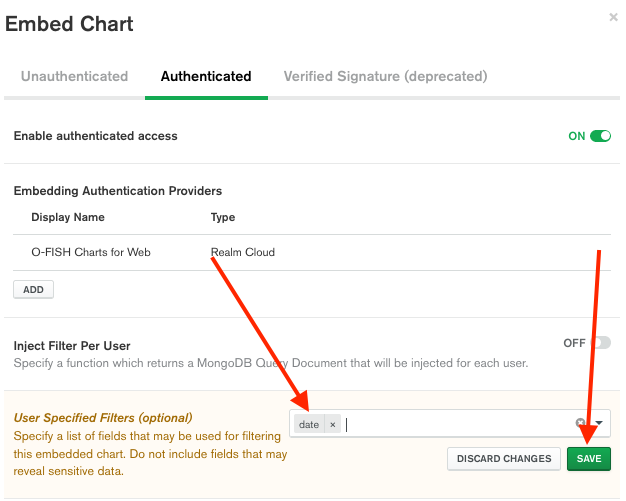 Embed Chart
×
Unauthenticated Authenticated Verified Signature (deprecated)
Enable authenticated access ON
Embedding Authentication Providers
Display Name Type
O-FISH Charts for Web Realm Cloud
ADD
Inject Filter Per User OFF
Specify a function which returns a MongoDB Query Document that will be injected for each user.
User Specified Filters (optional)
date ×
Specify a list of fields that may be used for filtering
this embedded chart. Do not include fields that may
reveal sensitive data.
DISCARD CHANGES SAVE